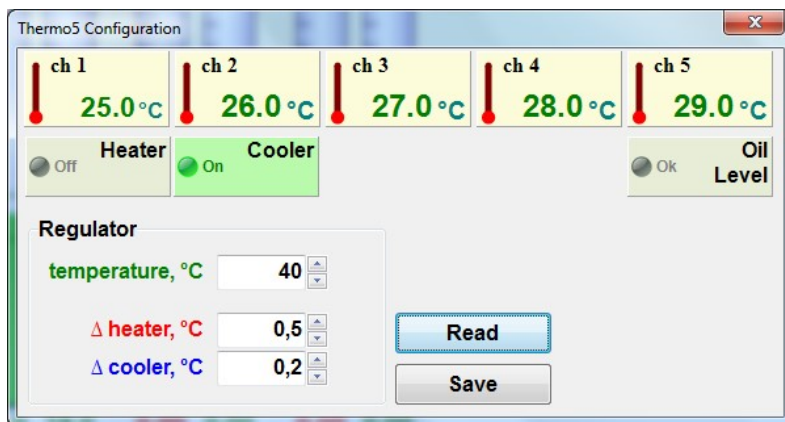 Thermo5 Configuration
ch 1 ch 2 ch 3 ch 4 ch 5
25.0 °C 26.0 °C 27.0 °C 28.0 °C 29.0 °C
Off Heater On Cooler Ok Oil
Level
Regulator
temperature, °C 40
Δ heater, °C 0,5 Read
Δ cooler, °C 0,2
Save